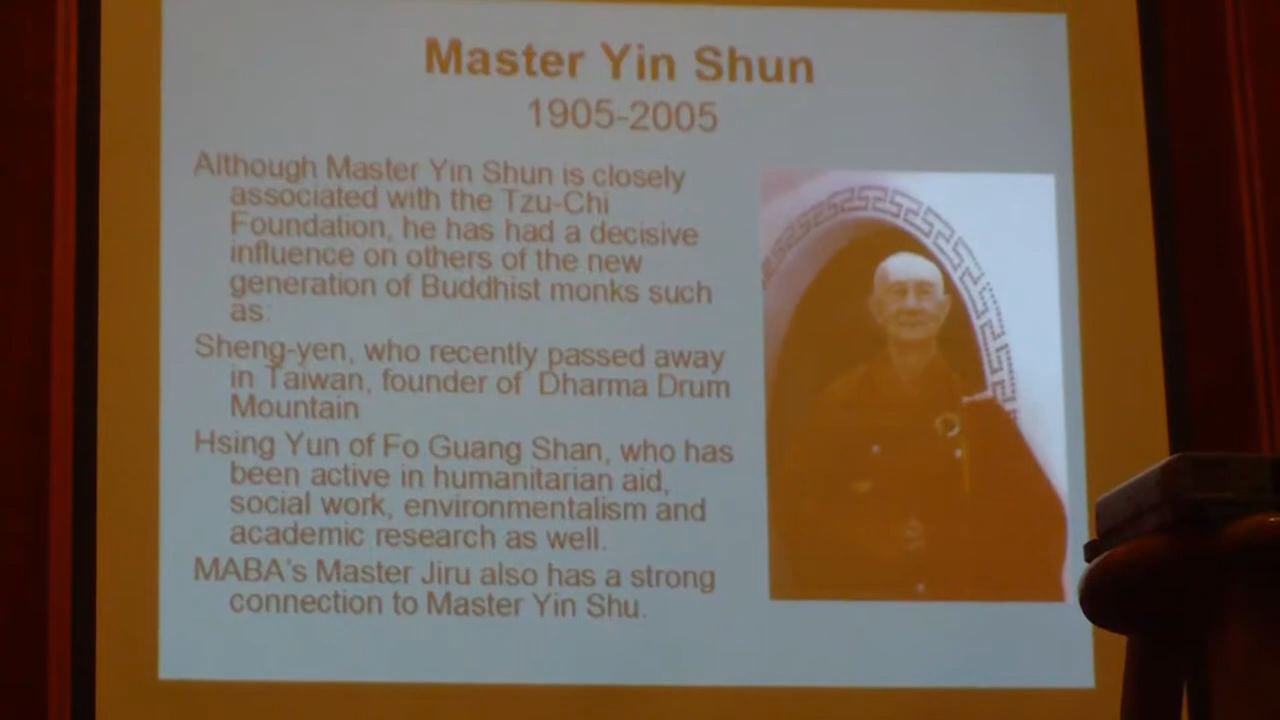 Master Yin Shun
1905-2005
Although Master Yin Shun is closely
associated with the Tzu-Chi
Foundation, he has had a decisive
influence on others of the new
generation of Buddhist monks such
as:
Sheng-yen, who recently passed away
in Taiwan, founder of Dharma Drum
Mountain
Hsing Yun of Fo Guang Shan, who has
been active in humanitarian aid,
social work, environmentalism and
academic research as well.
MABA's Master Jiru also has a strong
connection to Master Yin Shu.